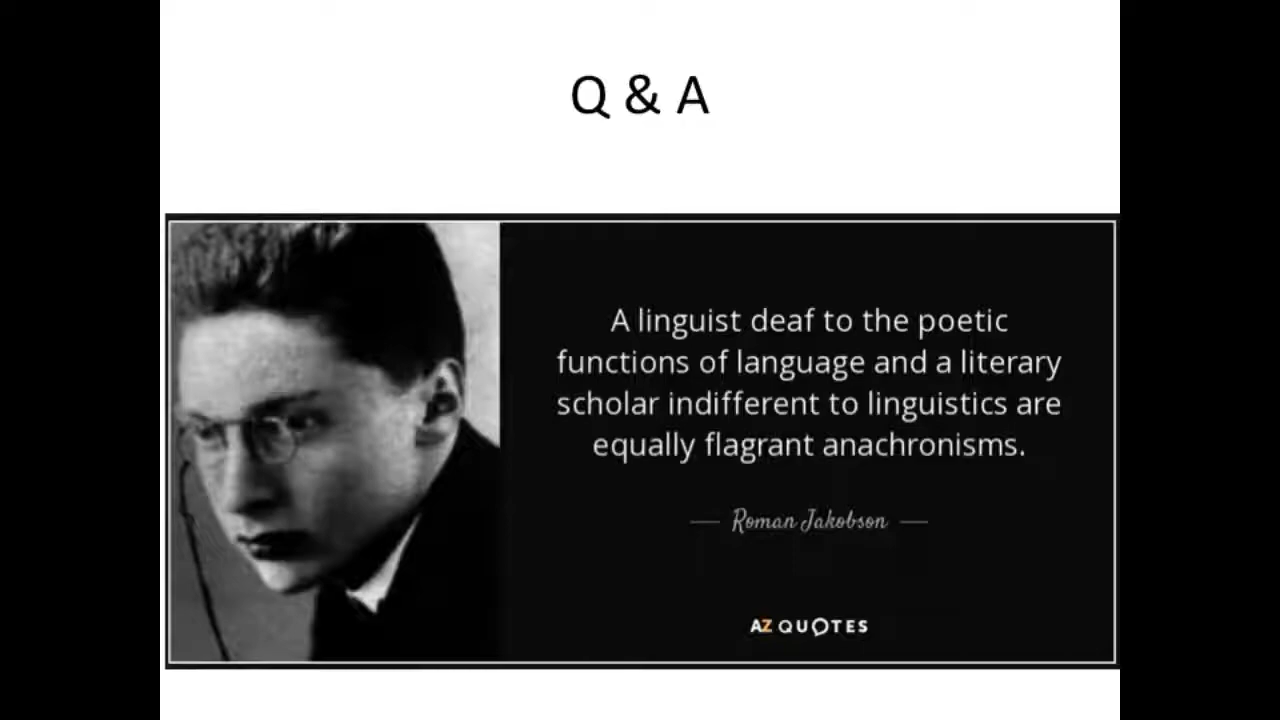 Q & A
A linguist deaf to the poetic
functions of language and a literary
scholar indifferent to linguistics are
equally flagrant anachronisms.
Roman Jakobson
AZ QUOTES